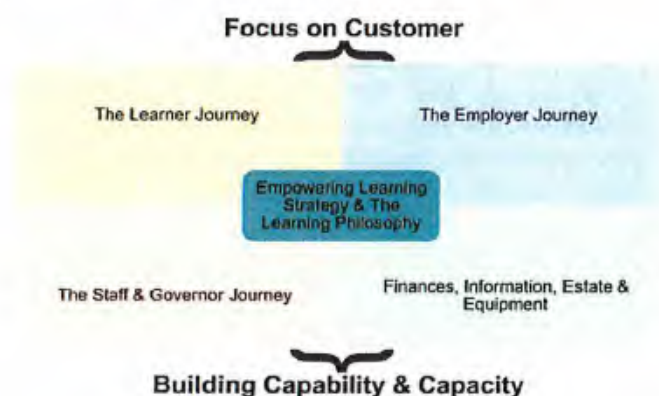 Focus on Customer
The Learner Journey
The Employer Journey
Empowering Learning
Strategy & The
Learning Philosophy
The Staff & Governor Journey
Finances, Information, Estate &
Equipment
Building Capability & Capacity